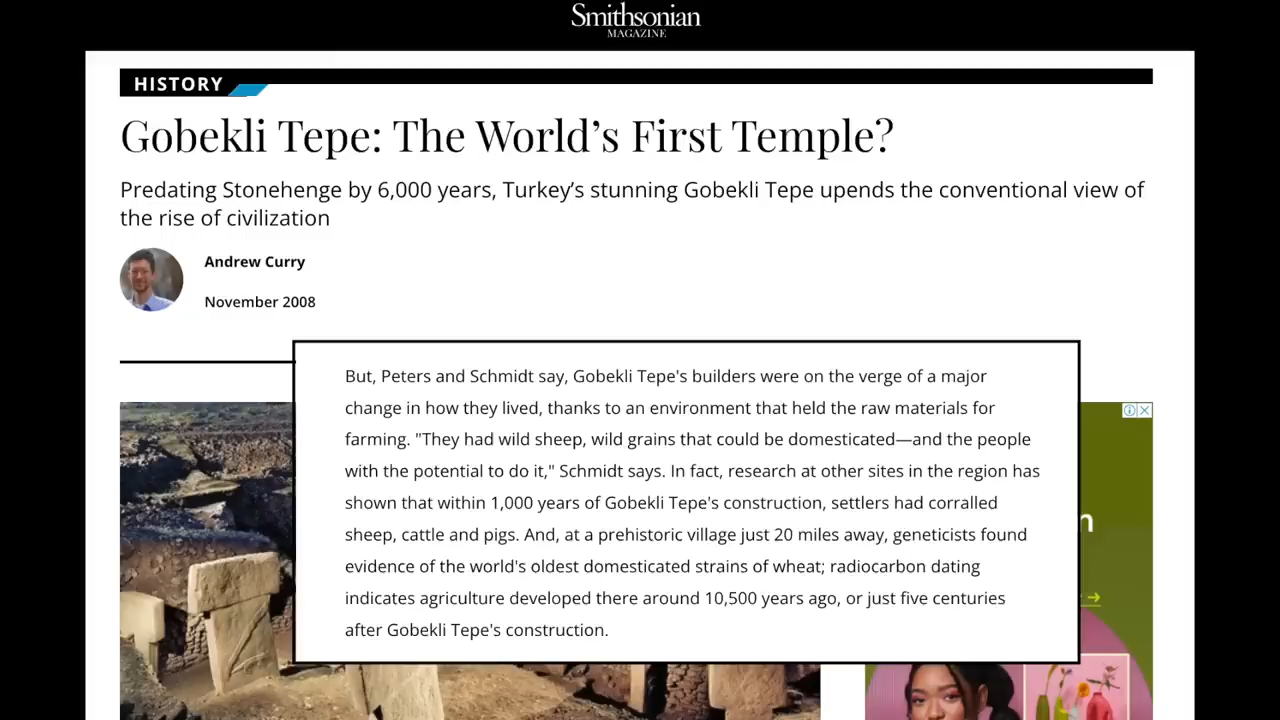 Smithsonian
MAGAZINE
HISTORY
Gobekli Tepe: The World’s First Temple?
Predating Stonehenge by 6,000 years, Turkey’s stunning Gobekli Tepe upends the conventional view of
the rise of civilization
Andrew Curry
November 2008
But, Peters and Schmidt say, Gobekli Tepe's builders were on the verge of a major
change in how they lived, thanks to an environment that held the raw materials for
farming. "They had wild sheep, wild grains that could be domesticated—and the people
with the potential to do it," Schmidt says. In fact, research at other sites in the region has
shown that within 1,000 years of Gobekli Tepe's construction, settlers had corralled
sheep, cattle and pigs. And, at a prehistoric village just 20 miles away, geneticists found
evidence of the world's oldest domesticated strains of wheat; radiocarbon dating
indicates agriculture developed there around 10,500 years ago, or just five centuries
after Gobekli Tepe's construction.